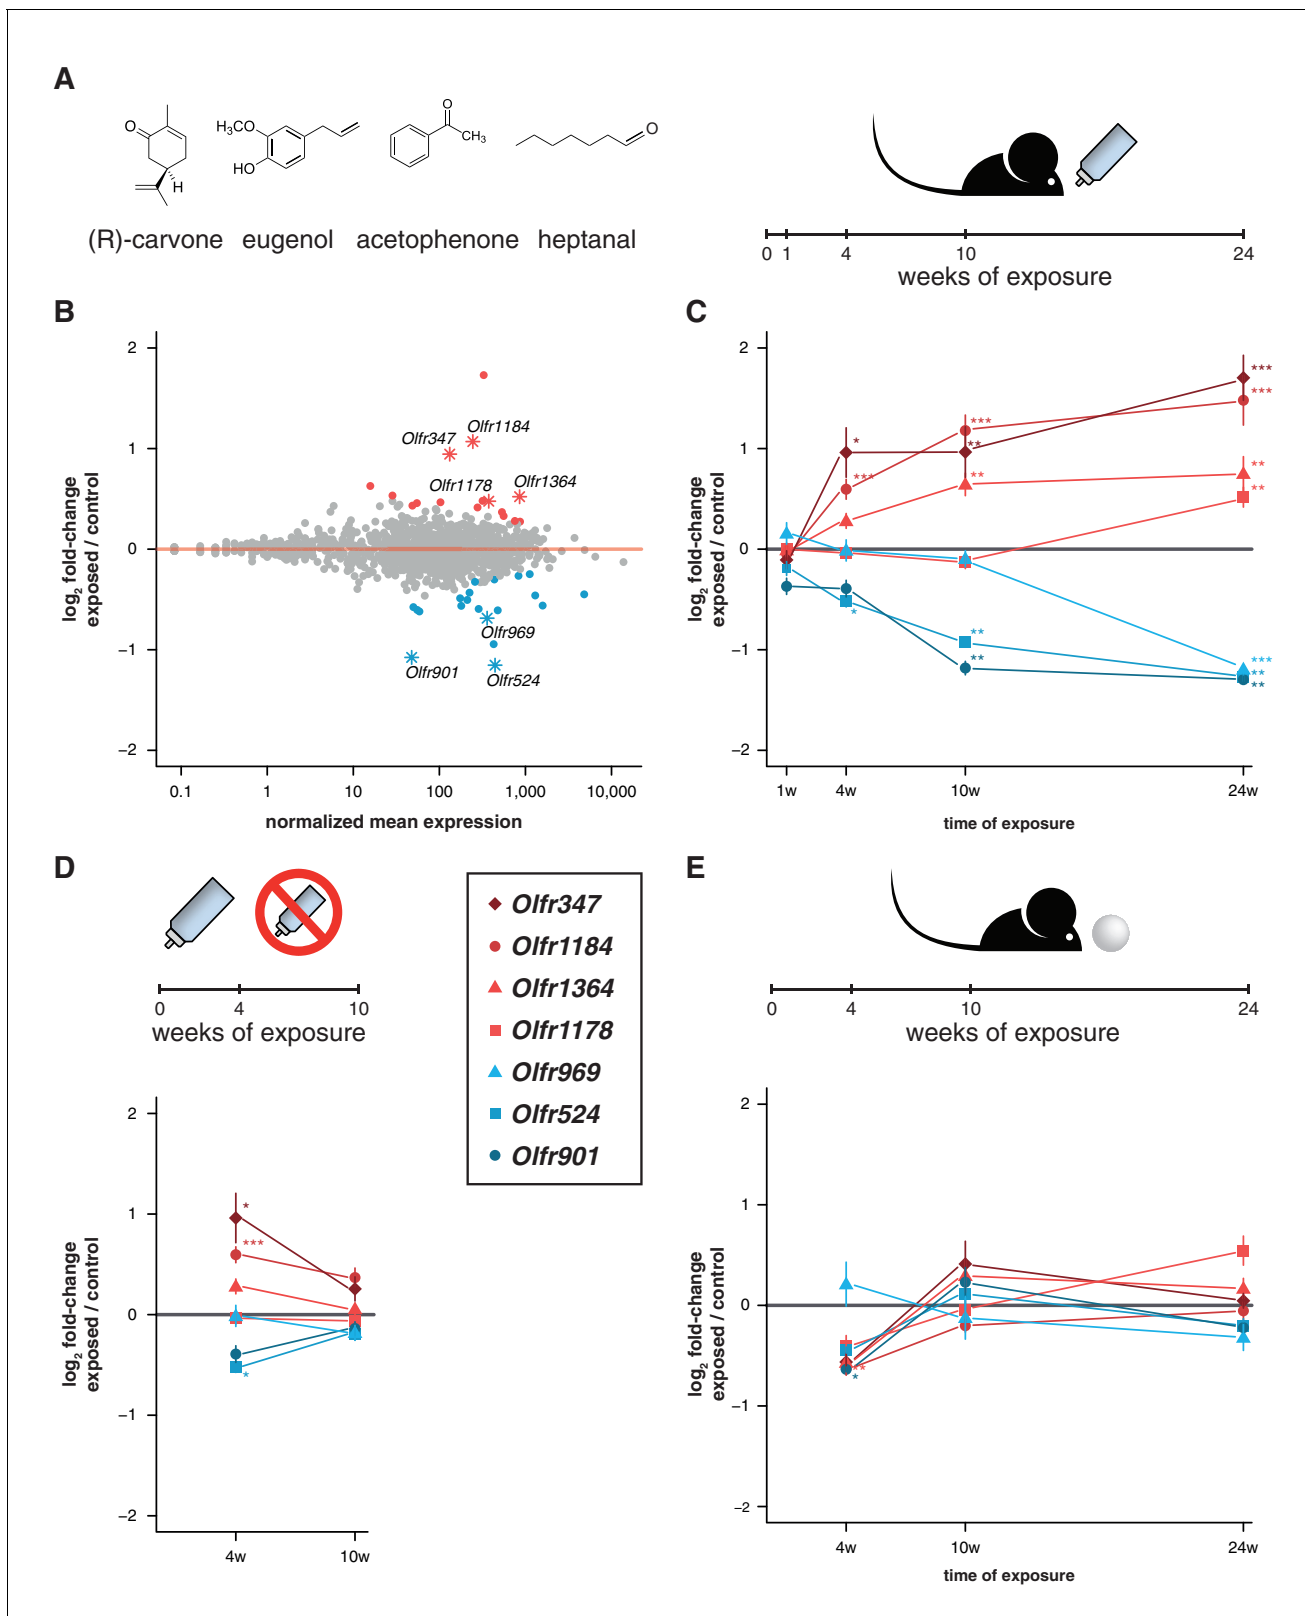 A
O
H
H₃CO
HO
O
CH₃
O
(R)-carvone eugenol acetophenone heptanal
0 1 4 10 24
weeks of exposure
B
2
1
0
−1
−2
log₂ fold-change
exposed / control
Olfr347
Olfr1184
Olfr1178
Olfr1364
Olfr969
Olfr901
Olfr524
0.1 1 10 100 1,000 10,000
normalized mean expression
C
2
1
0
−1
−2
log₂ fold-change
exposed / control
*
***
***
**
**
***
***
**
**
*
**
**
***
**
**
1w 4w 10w 24w
time of exposure
D
0 4 10
weeks of exposure
2
1
0
−1
−2
log₂ fold-change
exposed / control
*
***
*
4w 10w
Olfr347
Olfr1184
Olfr1364
Olfr1178
Olfr969
Olfr524
Olfr901
E
0 4 10 24
weeks of exposure
2
1
0
−1
−2
log₂ fold-change
exposed / control
**
*
4w 10w 24w
time of exposure